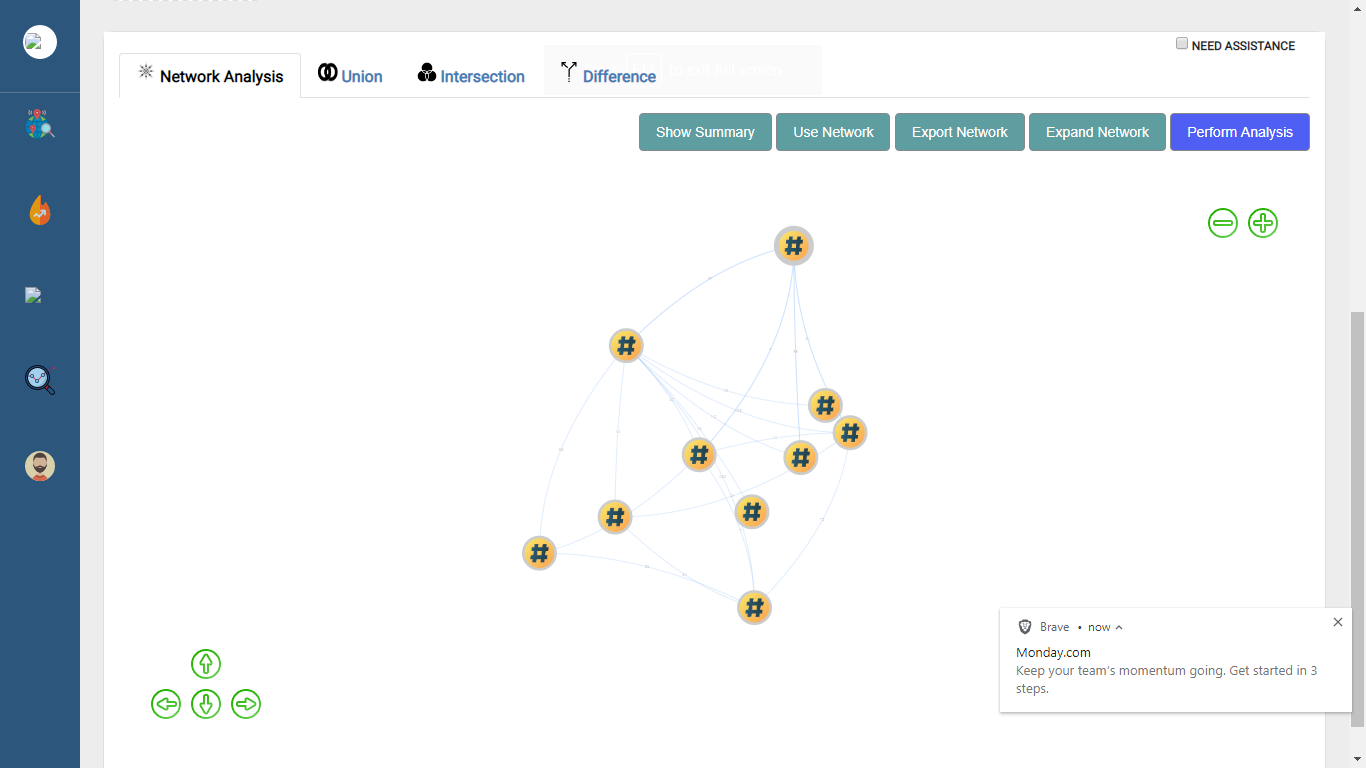 NEED ASSISTANCE
Network Analysis
Union
Intersection
Difference
to exit full screen
Show Summary
Use Network
Export Network
Expand Network
Perform Analysis
Brave • now
Monday.com
Keep your team's momentum going. Get started in 3
steps.